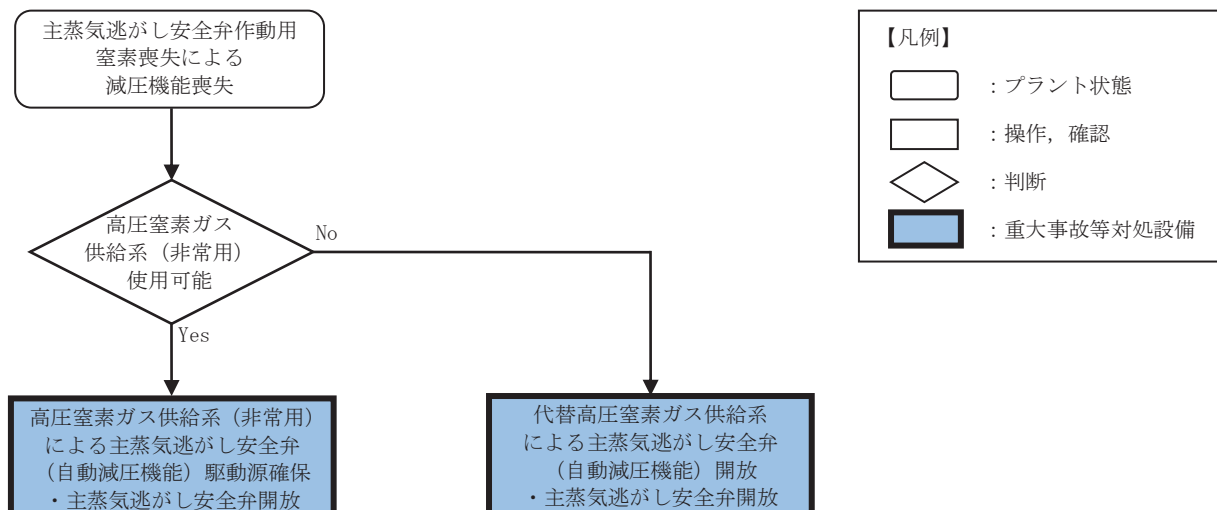 主蒸気逃がし安全弁作動用
窒素喪失による
減圧機能喪失
高圧窒素ガス
供給系（非常用）
使用可能
No
Yes
高圧窒素ガス供給系（非常用）
による主蒸気逃がし安全弁
（自動減圧機能）駆動源確保
・主蒸気逃がし安全弁開放
代替高圧窒素ガス供給系
による主蒸気逃がし安全弁
（自動減圧機能）開放
・主蒸気逃がし安全弁開放
【凡例】
：プラント状態
：操作，確認
：判断
：重大事故等対処設備